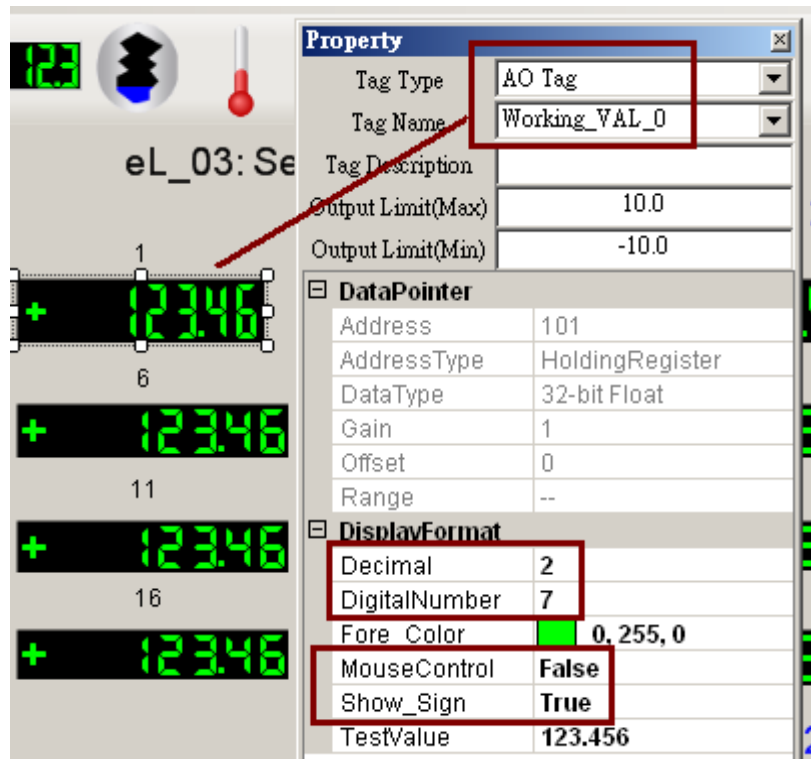 12.3
eL_03: Se
1
+ 123.46
6
+ 123.46
11
+ 123.46
16
+ 123.46
Property
Tag Type AO Tag
Tag Name Working_VAL_0
Tag Description
Output Limit(Max) 10.0
Output Limit(Min) -10.0
DataPointer
Address 101
AddressType HoldingRegister
DataType 32-bit Float
Gain 1
Offset 0
Range --
DisplayFormat
Decimal 2
DigitalNumber 7
Fore_Color 0, 255, 0
MouseControl False
Show_Sign True
TestValue 123.456